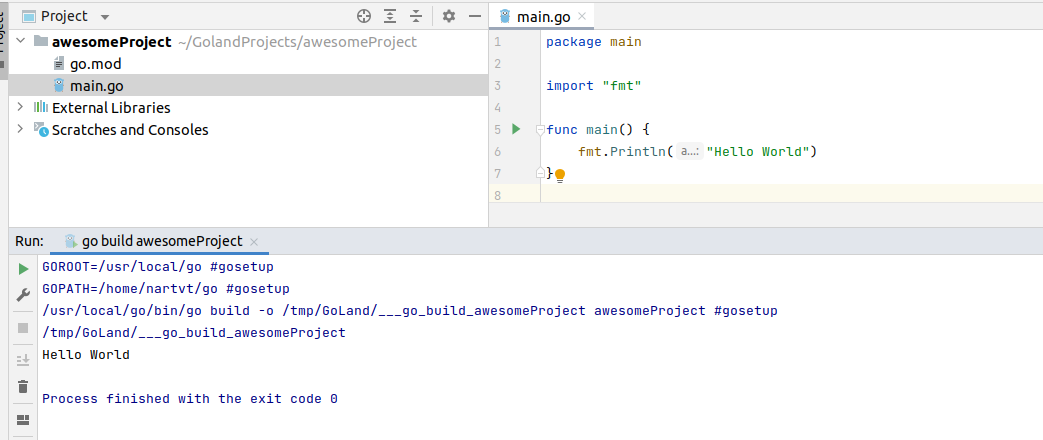 Project
Project
awesomeProject ~/GolandProjects/awesomeProject
go.mod
main.go
External Libraries
Scratches and Consoles
main.go
1 package main
2
3 import "fmt"
4
5 func main() {
6 fmt.Println( a...: "Hello World")
7 }
8
Run: go build awesomeProject
GOROOT=/usr/local/go #gosetup
GOPATH=/home/nartvt/go #gosetup
/usr/local/go/bin/go build -o /tmp/GoLand/___go_build_awesomeProject awesomeProject #gosetup
/tmp/GoLand/___go_build_awesomeProject
Hello World
Process finished with the exit code 0